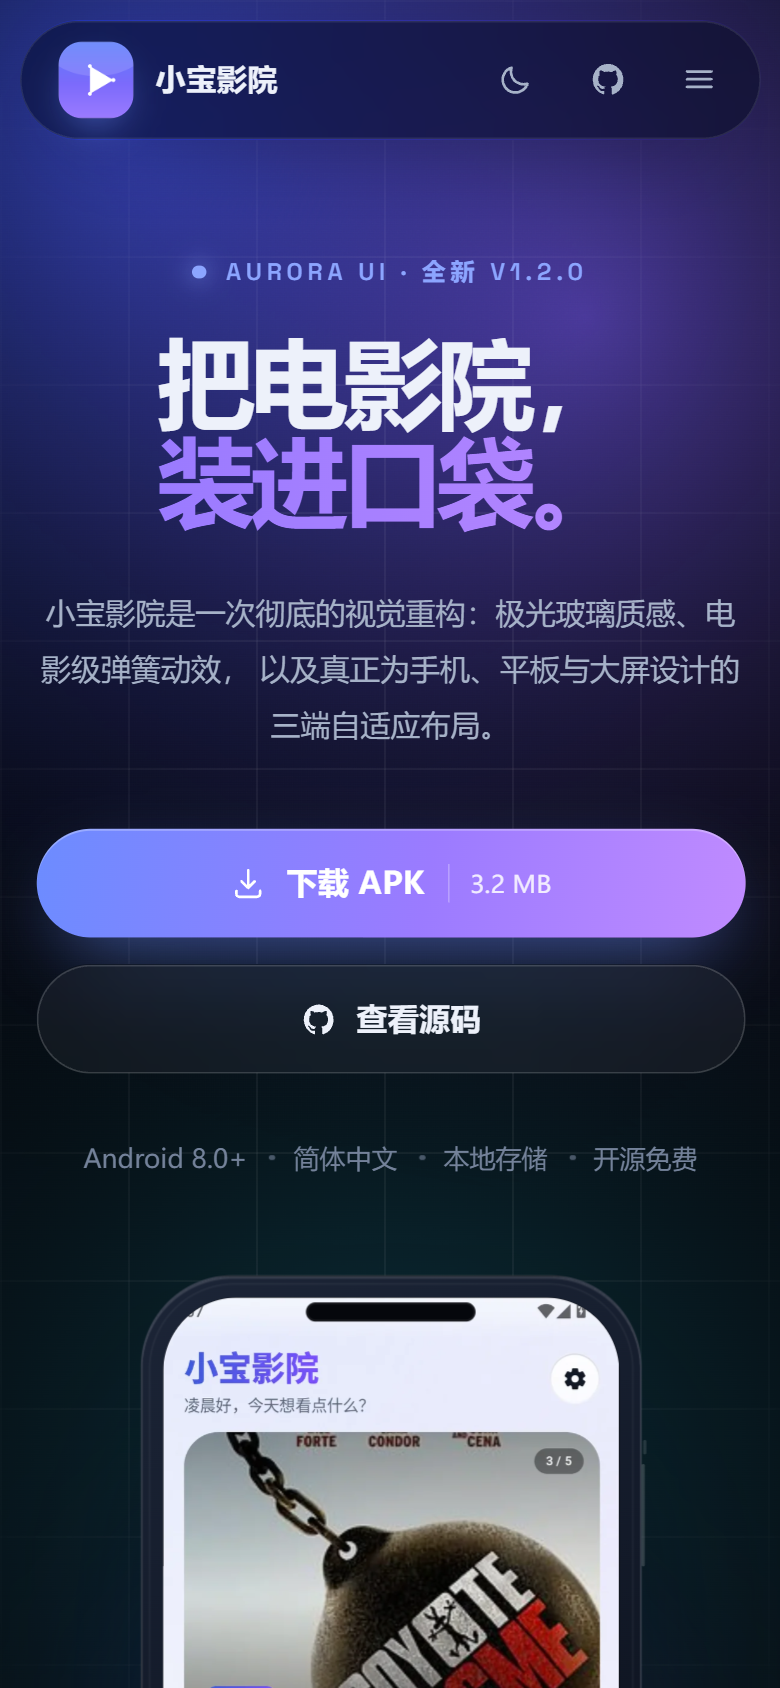 小宝影院
AURORA UI · 全新 V1.2.0
把电影院，
装进口袋。
小宝影院是一次彻底的视觉重构：极光玻璃质感、电
影级弹簧动效， 以及真正为手机、平板与大屏设计的
三端自适应布局。
下载 APK | 3.2 MB
查看源码
Android 8.0+ · 简体中文 · 本地存储 · 开源免费
小宝影院
凌晨好，今天想看点什么？
FORTE CONDOR AND CENA
3 / 5